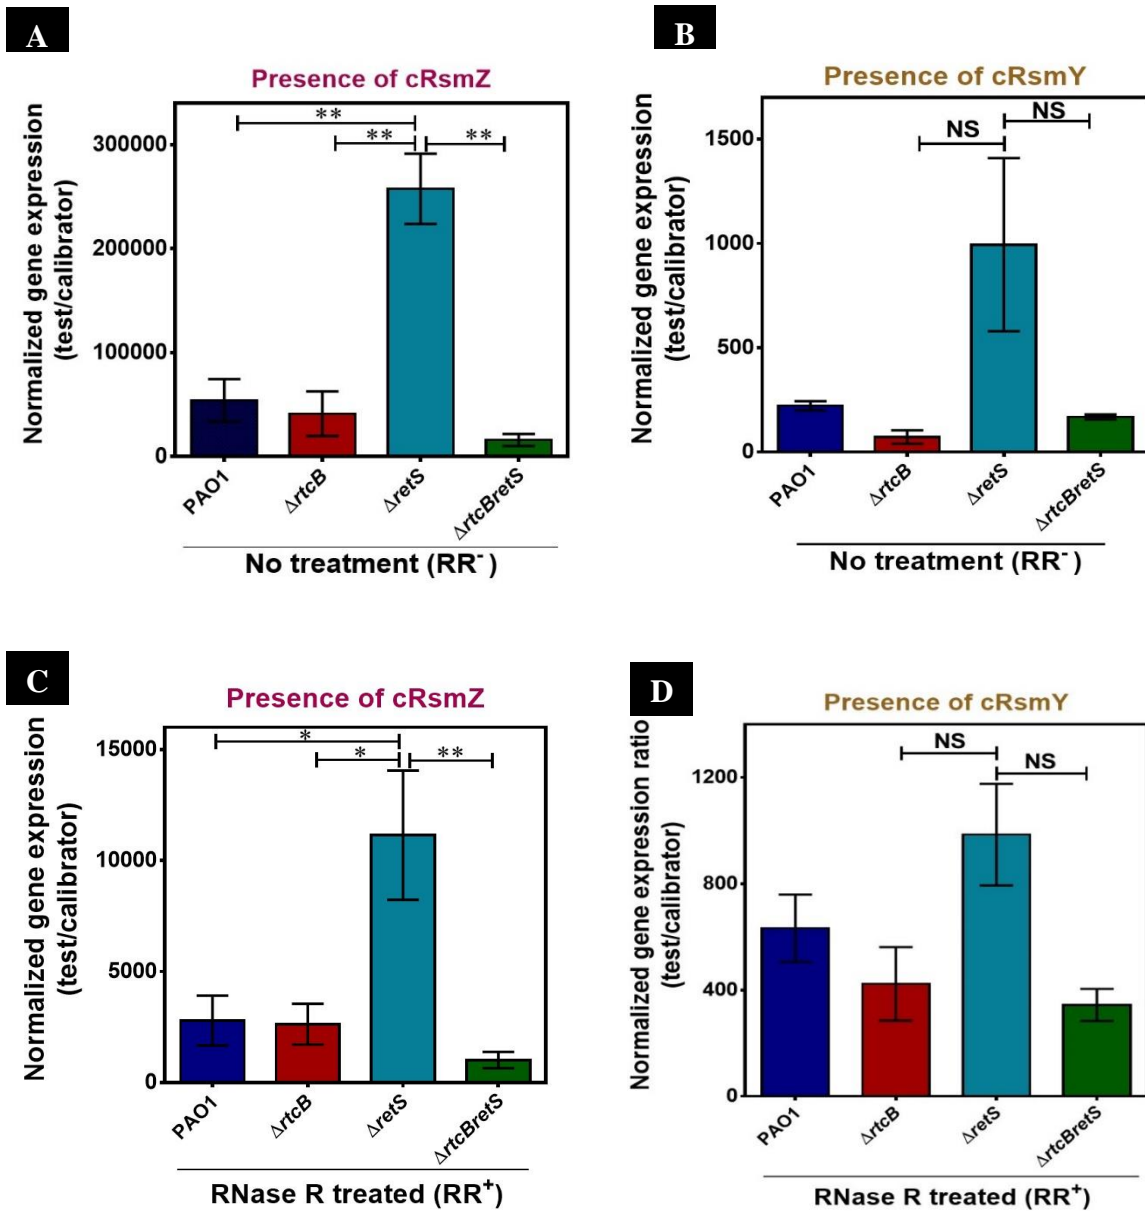 A
Presence of cRsmZ
Normalized gene expression
(test/calibrator)
300000
200000
100000
0
**
**
**
PAO1
ΔrtcB
ΔretS
ΔrtcBretS
No treatment (RR⁻)
B
Presence of cRsmY
Normalized gene expression
(test/calibrator)
1500
1000
500
0
NS
NS
PAO1
ΔrtcB
ΔretS
ΔrtcBretS
No treatment (RR⁻)
C
Presence of cRsmZ
Normalized gene expression
(test/calibrator)
15000
10000
5000
0
*
*
**
PAO1
ΔrtcB
ΔretS
ΔrtcBretS
RNase R treated (RR⁺)
D
Presence of cRsmY
Normalized gene expression ratio
(test/calibrator)
1200
800
400
0
NS
NS
PAO1
ΔrtcB
ΔretS
ΔrtcBretS
RNase R treated (RR⁺)